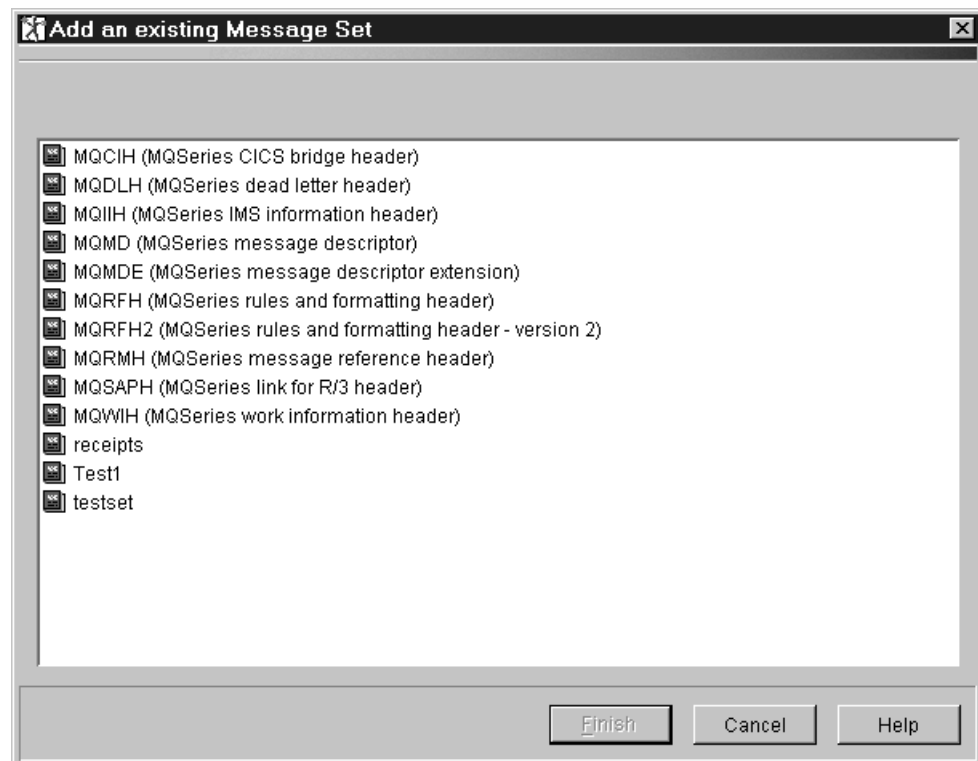 Add an existing Message Set
MQCIH (MQSeries CICS bridge header)
MQDLH (MQSeries dead letter header)
MQIIH (MQSeries IMS information header)
MQMD (MQSeries message descriptor)
MQMDE (MQSeries message descriptor extension)
MQRFH (MQSeries rules and formatting header)
MQRFH2 (MQSeries rules and formatting header - version 2)
MQRMH (MQSeries message reference header)
MQSAPH (MQSeries link for R/3 header)
MQWIH (MQSeries work information header)
receipts
Test1
testset
Finish Cancel Help